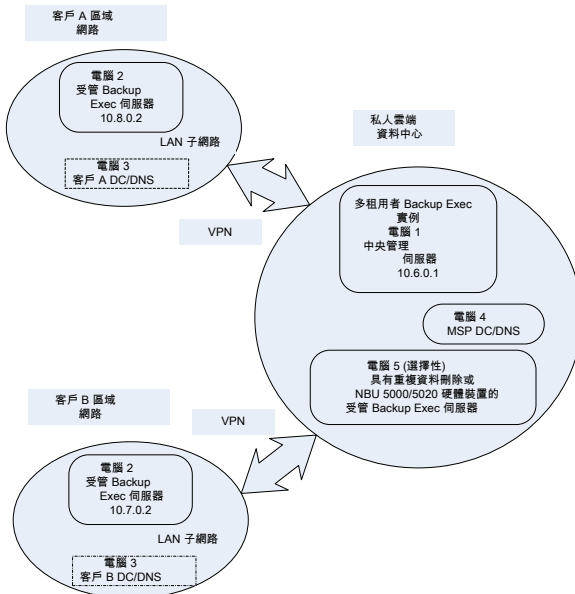 客戶 A 區域
網路
電腦 2
受管 Backup
Exec 伺服器
10.8.0.2
LAN 子網路
電腦 3
客戶 A DC/DNS
VPN
私人雲端
資料中心
多租用者 Backup Exec
實例
電腦 1
中央管理
伺服器
10.6.0.1
電腦 4
MSP DC/DNS
電腦 5 (選擇性)
具有重複資料刪除或
NBU 5000/5020 硬體裝置的
受管 Backup Exec 伺服器
客戶 B 區域
網路
VPN
電腦 2
受管 Backup
Exec 伺服器
10.7.0.2
LAN 子網路
電腦 3
客戶 B DC/DNS